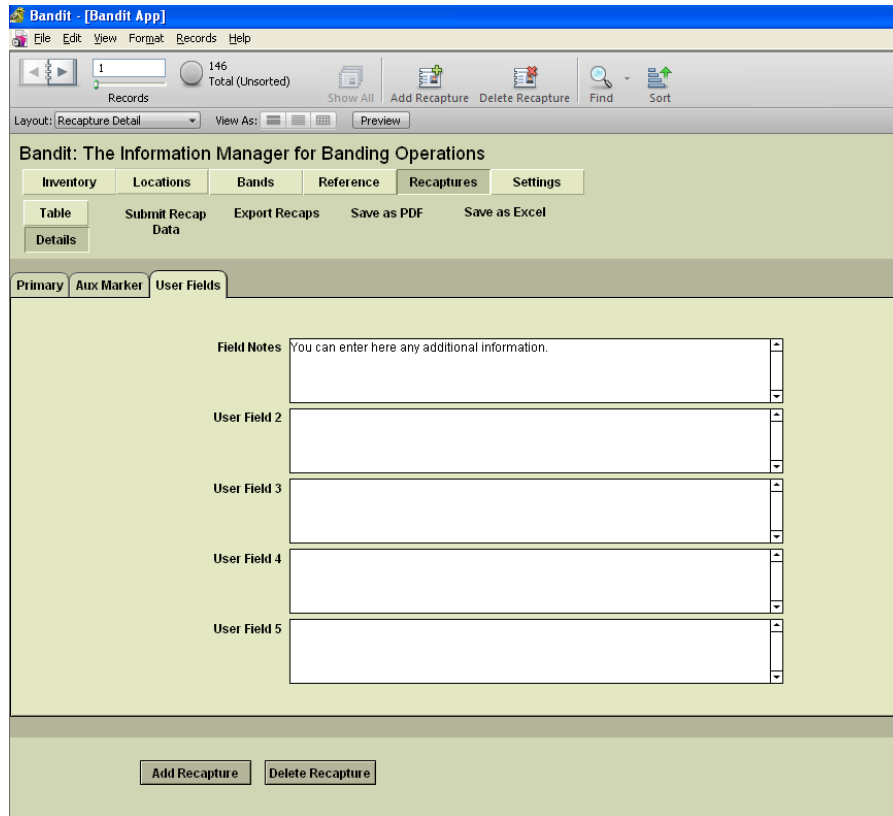 Bandit - [Bandit App]
File Edit View Format Records Help
1
146
Total (Unsorted)
Records
Show All Add Recapture Delete Recapture Find Sort
Layout: Recapture Detail View As: Preview
Bandit: The Information Manager for Banding Operations
Inventory Locations Bands Reference Recaptures Settings
Table Submit Recap Data Export Recaps Save as PDF Save as Excel
Details
Primary Aux Marker User Fields
Field Notes You can enter here any additional information.
User Field 2
User Field 3
User Field 4
User Field 5
Add Recapture Delete Recapture